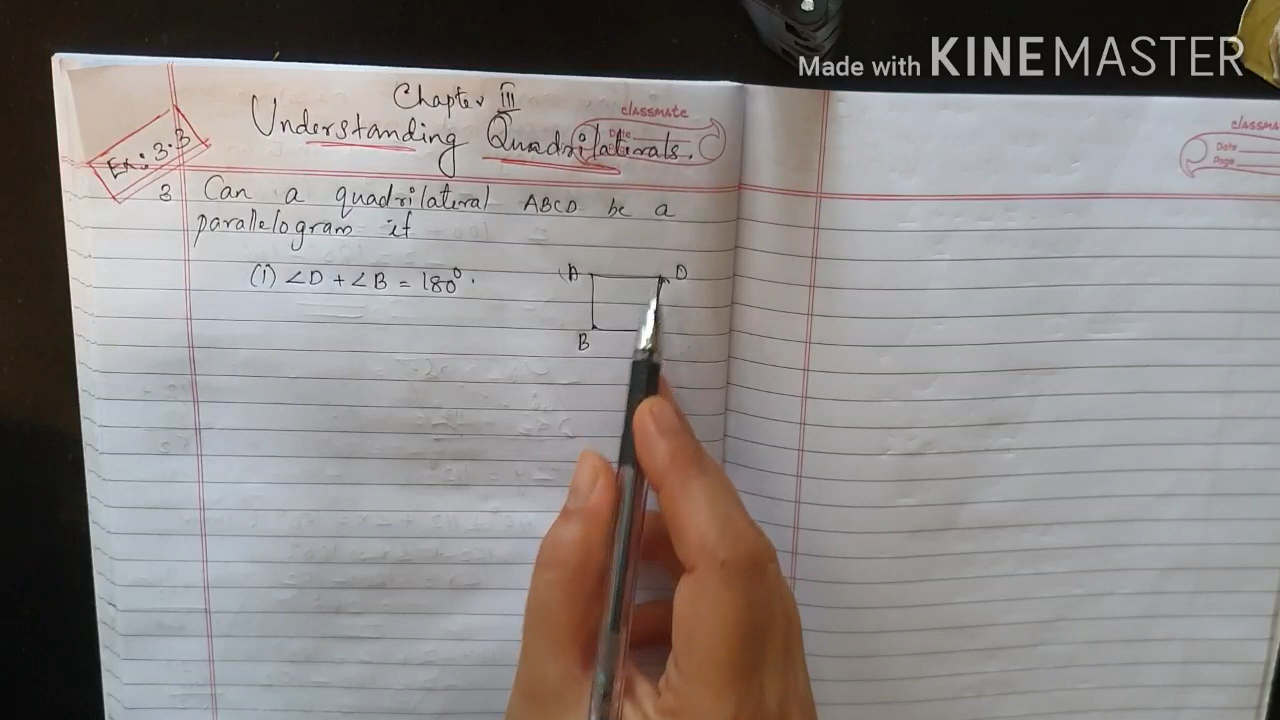 Made with KINEMASTER
Chapter III
Understanding Quadrilaterals.
Ex: 3.3
3 Can a quadrilateral ABCD be a
parallelogram if
(i) ∠D + ∠B = 180°.
A D
B
classmate
Date
classma
Date
Page